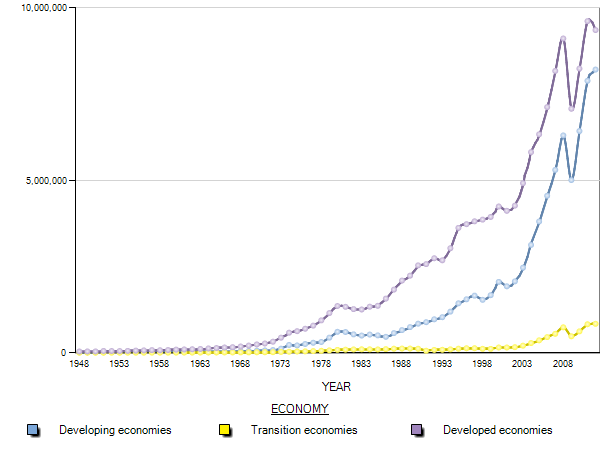 10,000,000
5,000,000
0
1948 1953 1958 1963 1968 1973 1978 1983 1988 1993 1998 2003 2008
YEAR
ECONOMY
Developing economies Transition economies Developed economies